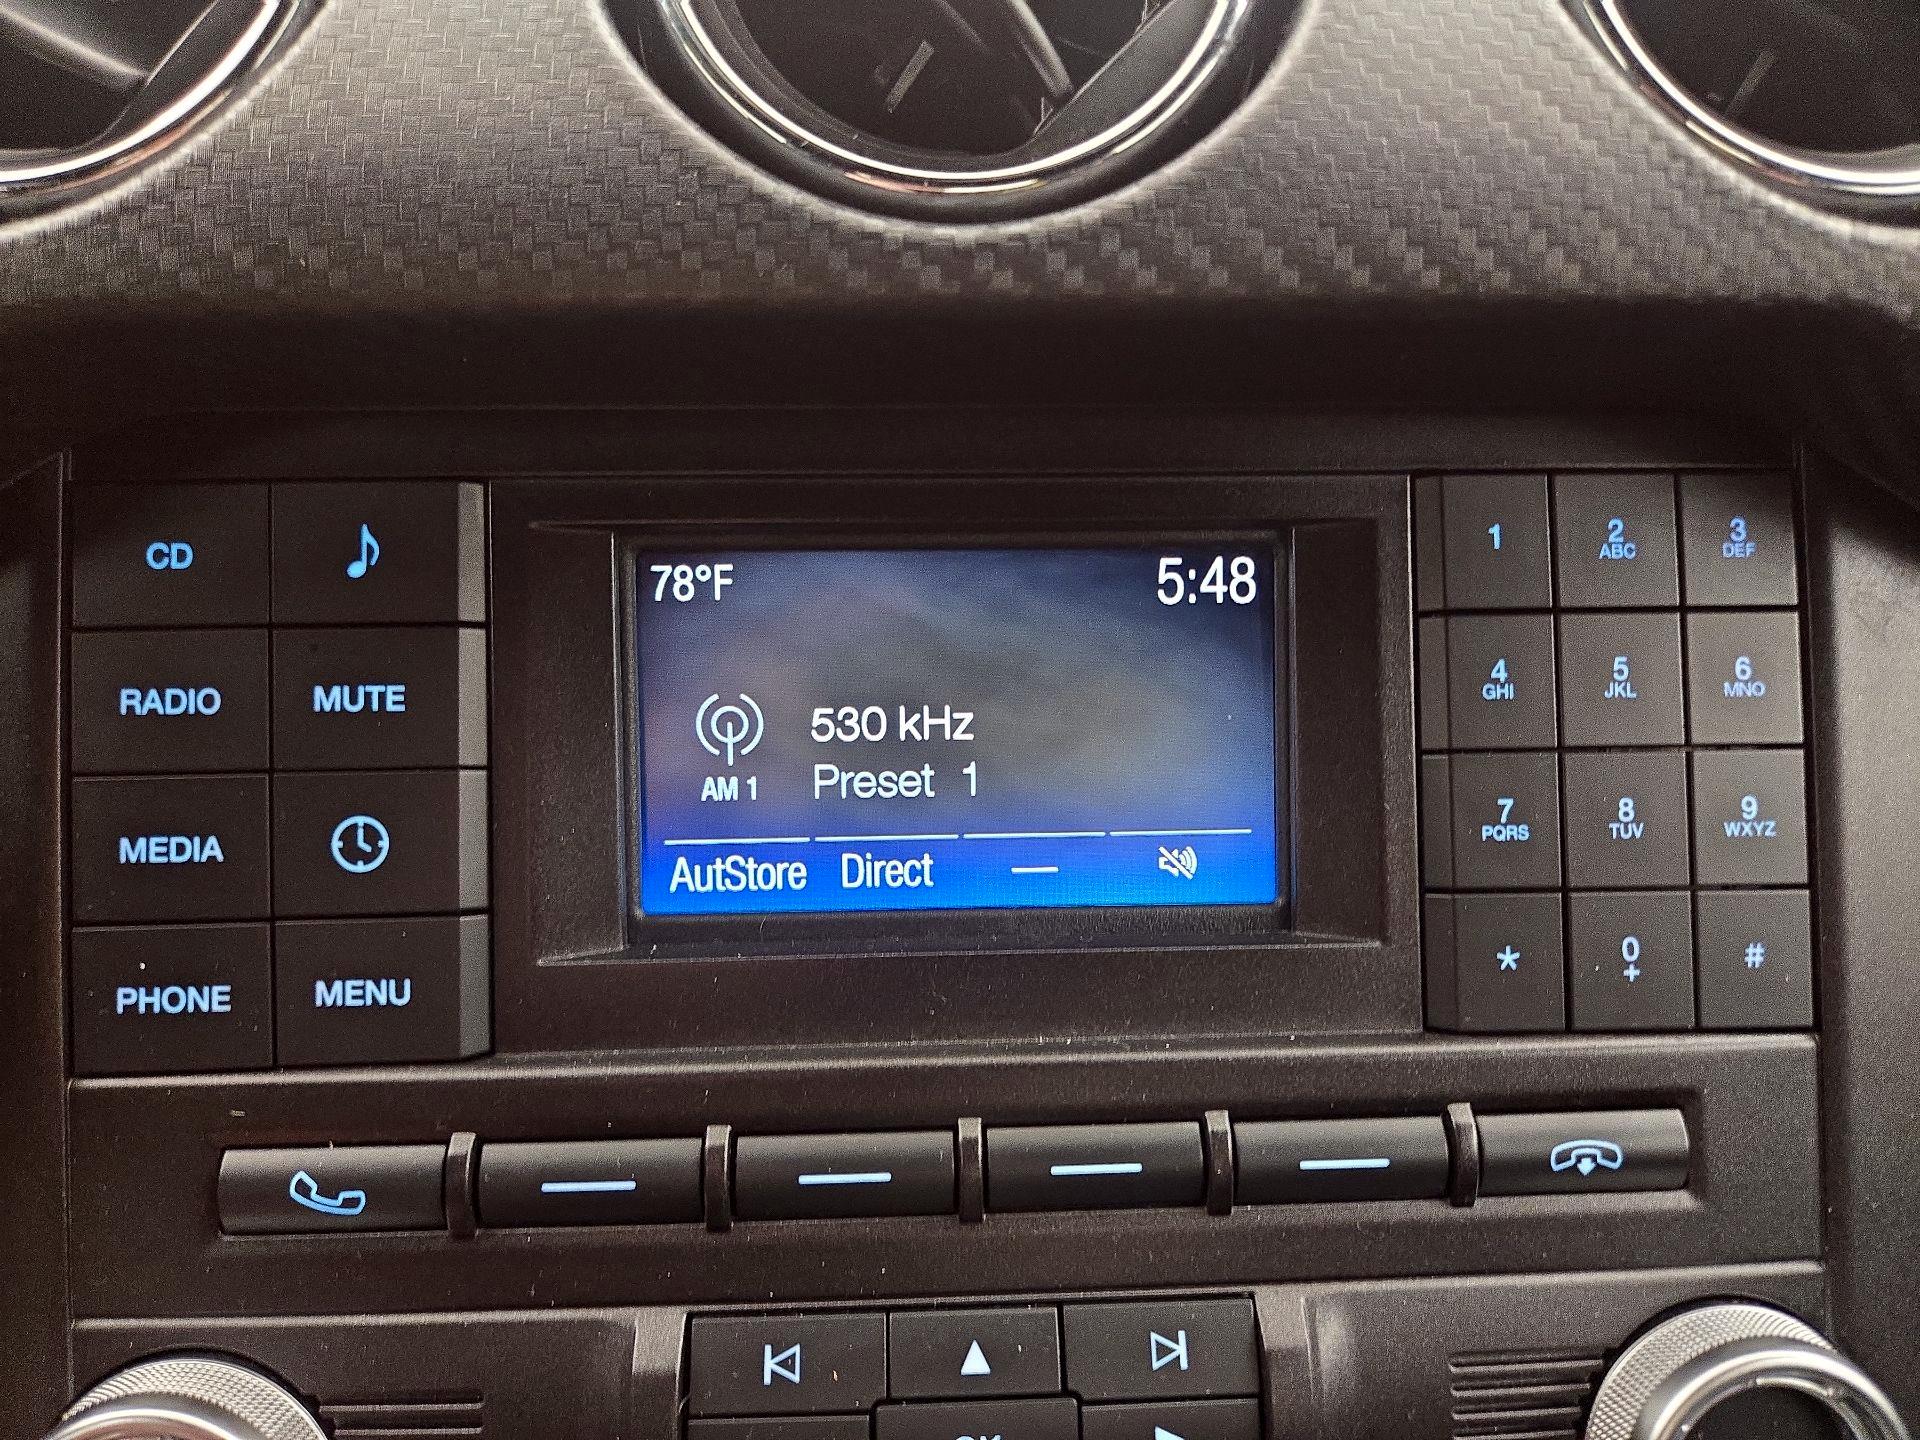 78°F
5:48
530 kHz
AM 1
Preset 1
AutStore
Direct
CD
RADIO
MUTE
MEDIA
PHONE
MENU
1
2
ABC
3
DEF
4
GHI
5
JKL
6
MNO
7
PQRS
8
TUV
9
WXYZ
*
0
+
#